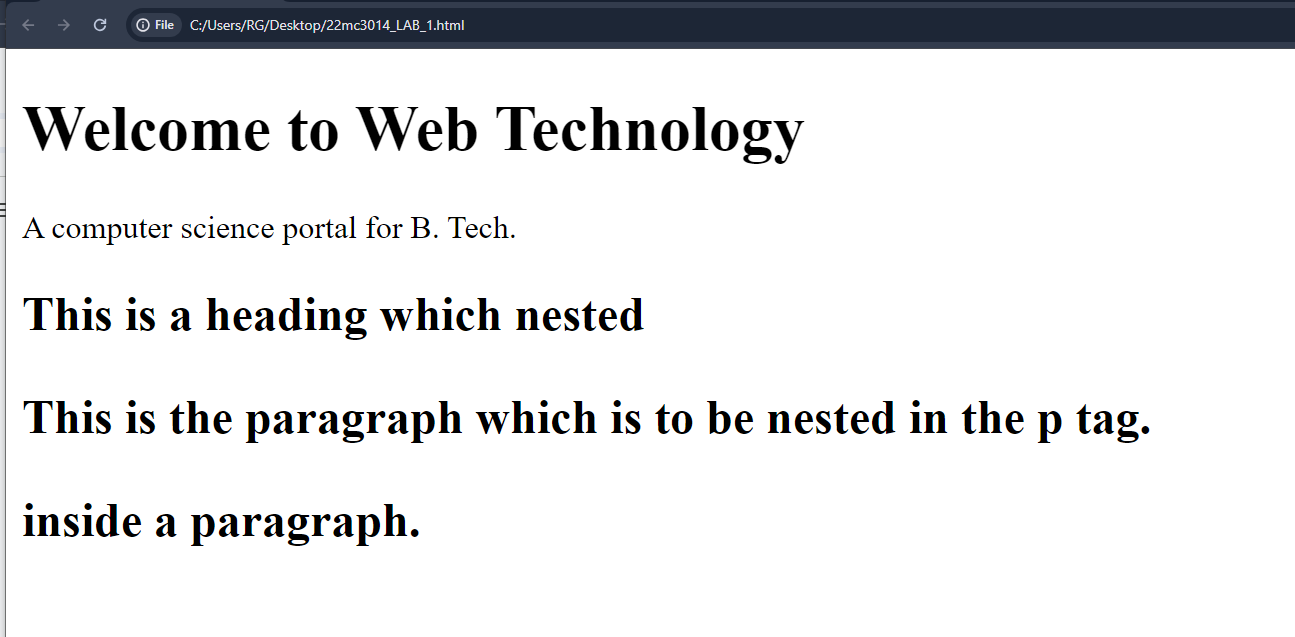 File C:/Users/RG/Desktop/22mc3014_LAB_1.html
Welcome to Web Technology
A computer science portal for B. Tech.
This is a heading which nested
This is the paragraph which is to be nested in the p tag.
inside a paragraph.